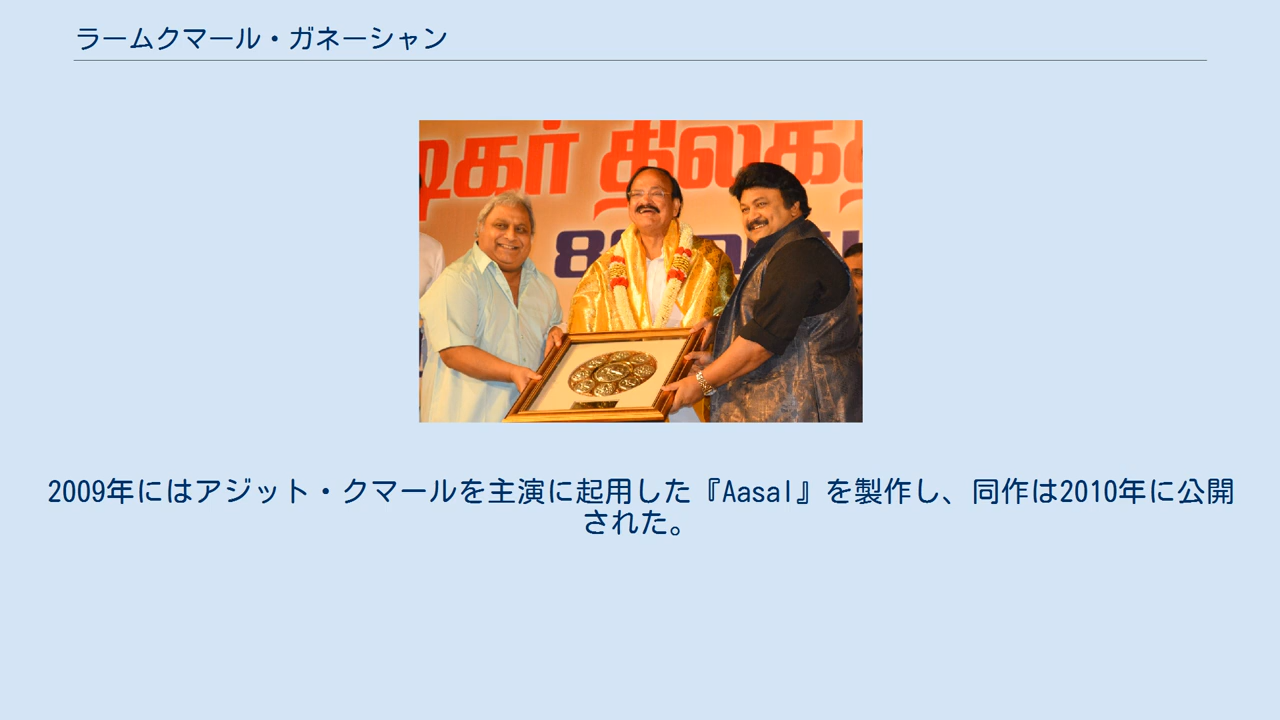 ラームクマール・ガネーシャン
டிகர் திலகத
2009年にはアジット・クマールを主演に起用した『Aasal』を製作し、同作は2010年に公開
された。